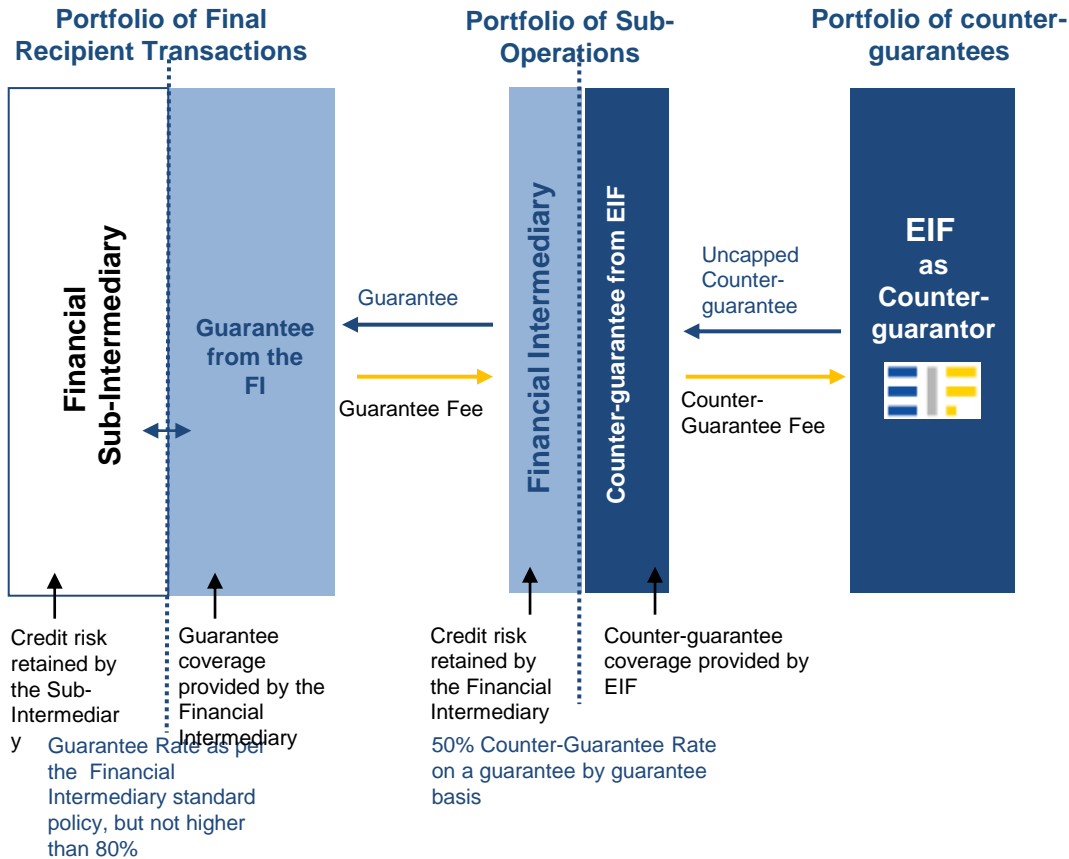 Portfolio of Final
Recipient Transactions
Portfolio of Sub-
Operations
Portfolio of counter-
guarantees
Financial
Sub-Intermediary
Guarantee
from the
FI
Guarantee
Guarantee Fee
Financial Intermediary
Counter-guarantee from EIF
Uncapped
Counter-
guarantee
Counter-
Guarantee Fee
EIF
as
Counter-
guarantor
Credit risk
retained by
the Sub-
Intermediar
y
Guarantee
coverage
provided by the
Financial
Intermediary
Guarantee Rate as per
the Financial
Intermediary standard
policy, but not higher
than 80%
Credit risk
retained by
the Financial
Intermediary
Counter-guarantee
coverage provided by
EIF
50% Counter-Guarantee Rate
on a guarantee by guarantee
basis